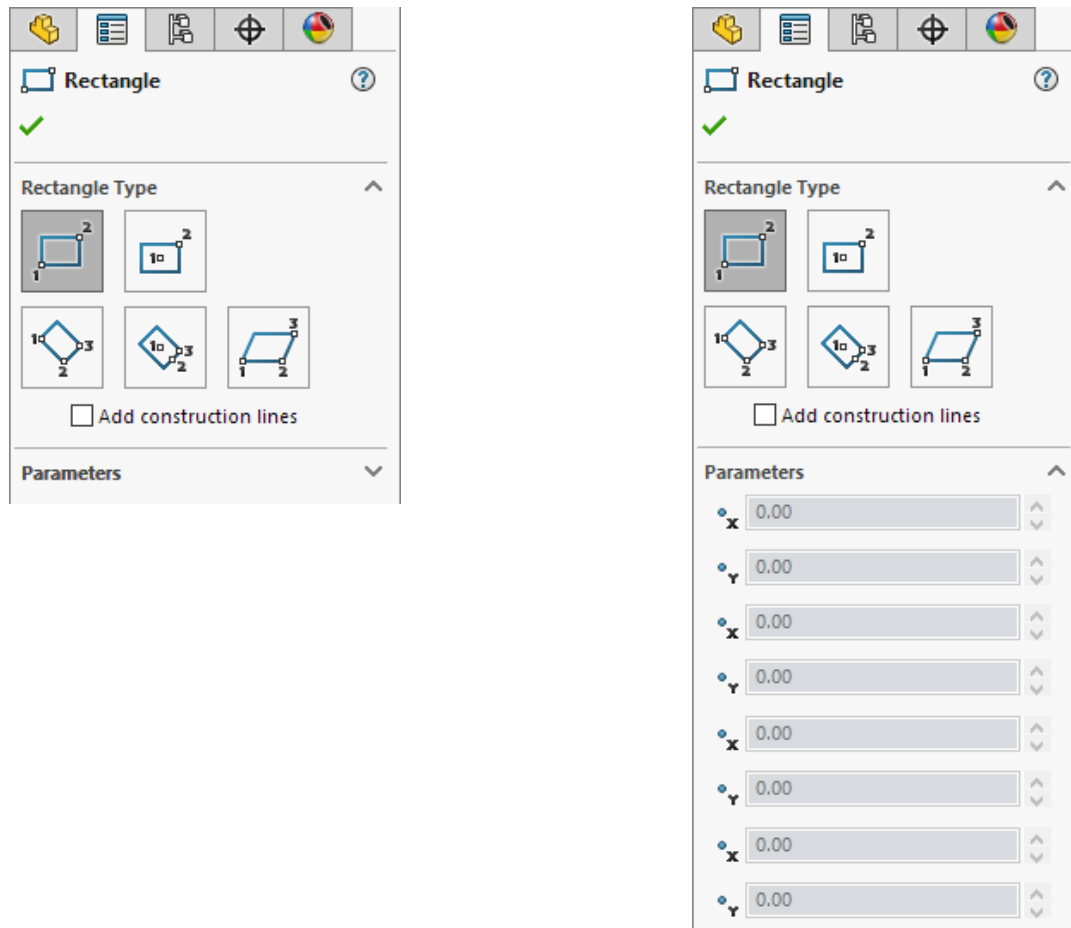 Rectangle
Rectangle Type
2
1
2
1
1
3
2
1
3
2
3
1 2
Add construction lines
Parameters
Rectangle
Rectangle Type
2
1
2
1
1
3
2
1
3
2
3
1 2
Add construction lines
Parameters
X 0.00
Y 0.00
X 0.00
Y 0.00
X 0.00
Y 0.00
X 0.00
Y 0.00